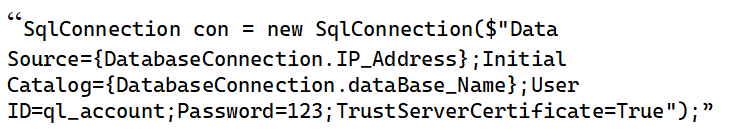 “SqlConnection con = new SqlConnection($"Data
Source={DatabaseConnection.IP_Address};Initial
Catalog={DatabaseConnection.dataBase_Name};User
ID=ql_account;Password=123;TrustServerCertificate=True");”